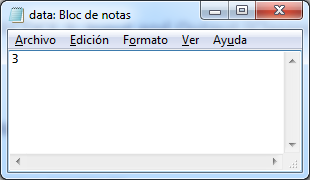 data: Bloc de notas
Archivo Edición Formato Ver Ayuda
3